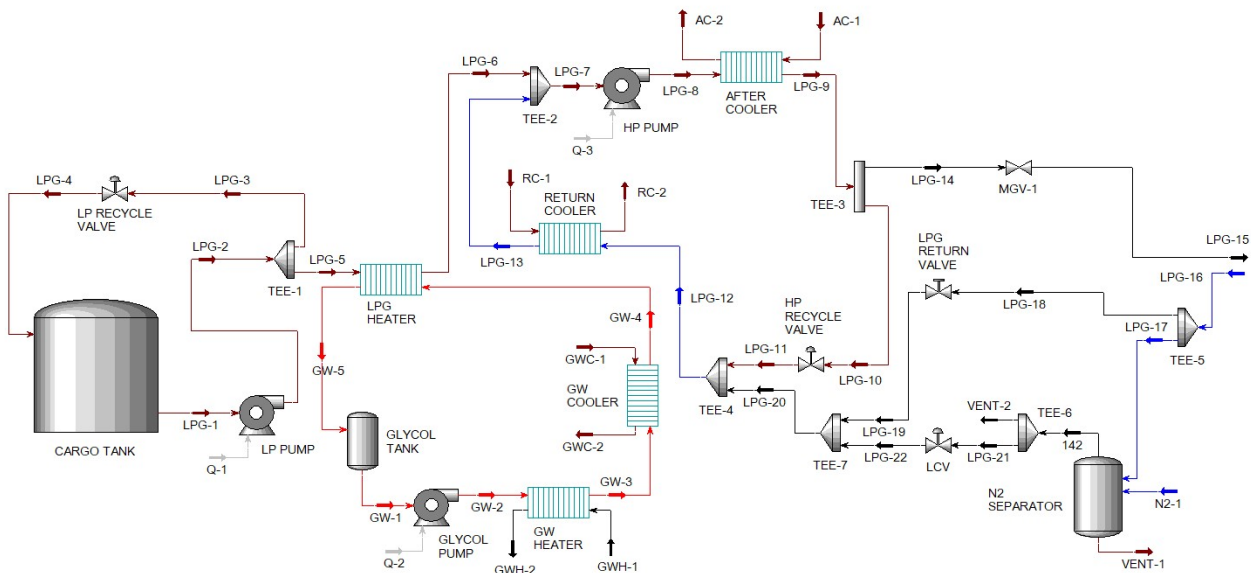 AC-2
AC-1
LPG-6
LPG-7
TEE-2
HP PUMP
Q-3
LPG-8
AFTER
COOLER
LPG-9
LPG-4
LPG-3
LP RECYCLE
VALVE
LPG-2
TEE-1
LPG-5
RC-1
RETURN
COOLER
RC-2
LPG-13
TEE-3
LPG-14
MGV-1
LPG-15
LPG-16
LPG
RETURN
VALVE
LPG-18
LPG-17
TEE-5
LPG
HEATER
LPG-12
HP
RECYCLE
VALVE
LPG-11
LPG-10
TEE-4
LPG-20
GW-4
GWC-1
GW
COOLER
GWC-2
GW-5
CARGO TANK
LPG-1
Q-1
LP PUMP
GLYCOL
TANK
GW-1
GW-2
GW-3
Q-2
GLYCOL
PUMP
GW
HEATER
GWH-2
GWH-1
TEE-7
LPG-19
LPG-22
LCV
LPG-21
VENT-2
TEE-6
142
N2
SEPARATOR
N2-1
VENT-1